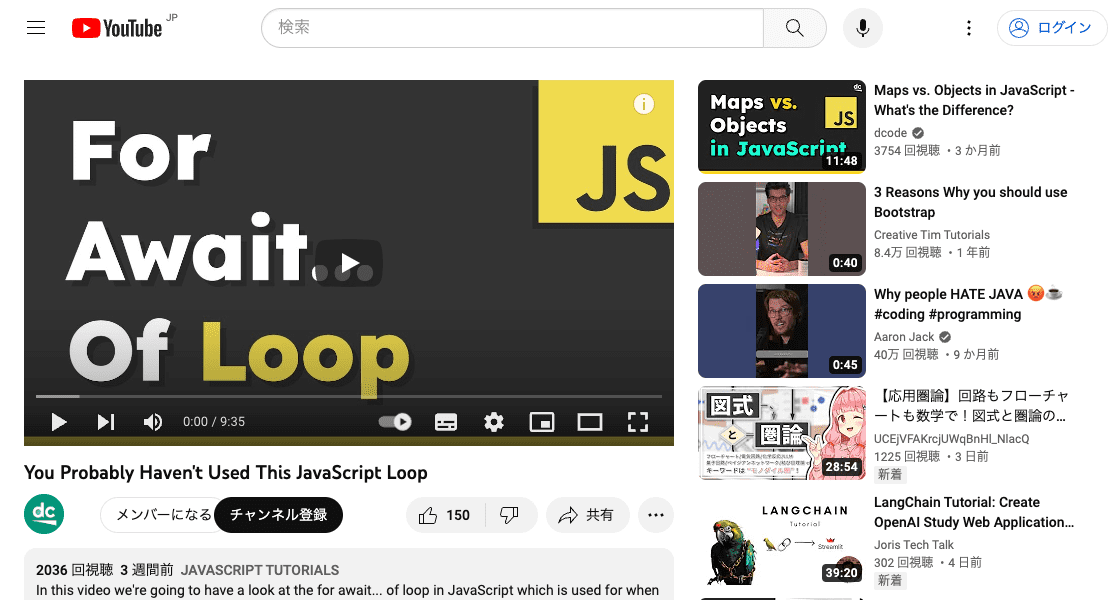 YouTube JP
検索
ログイン
For
Await...
Of Loop
JS
0:00 / 9:35
You Probably Haven't Used This JavaScript Loop
dc
メンバーになる
チャンネル登録
150
共有
2036 回視聴 3 週間前 JAVASCRIPT TUTORIALS
In this video we're going to have a look at the for await... of loop in JavaScript which is used for when
dc
Maps vs.
Objects
in JavaScript
JS
11:48
Maps vs. Objects in JavaScript -
What's the Difference?
dcode
3754 回視聴 ・3 か月前
0:40
3 Reasons Why you should use
Bootstrap
Creative Tim Tutorials
8.4万 回視聴 ・1 年前
0:45
Why people HATE JAVA 😡☕
#coding #programming
Aaron Jack
40万 回視聴 ・9 か月前
図式
と
圏論
28:54
【応用圏論】回路もフローチャ
ートも数学で！図式と圏論の...
UCEjVFAKrcjUWqBnHI_NlacQ
1225 回視聴 ・3 日前
新着
LANGCHAIN
Tutorial
Streamlit
39:20
LangChain Tutorial: Create
OpenAI Study Web Application...
Joris Tech Talk
302 回視聴 ・4 日前
新着